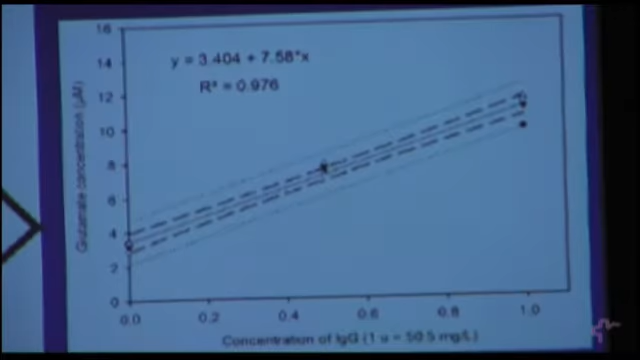 16
14
12
10
8
6
4
2
0
y = 3.404 + 7.58*x
R² = 0.976
Glutamate concentration (µM)
0.0 0.2 0.4 0.6 0.8 1.0
Concentration of IgG (1 u = 50.5 mg/L)